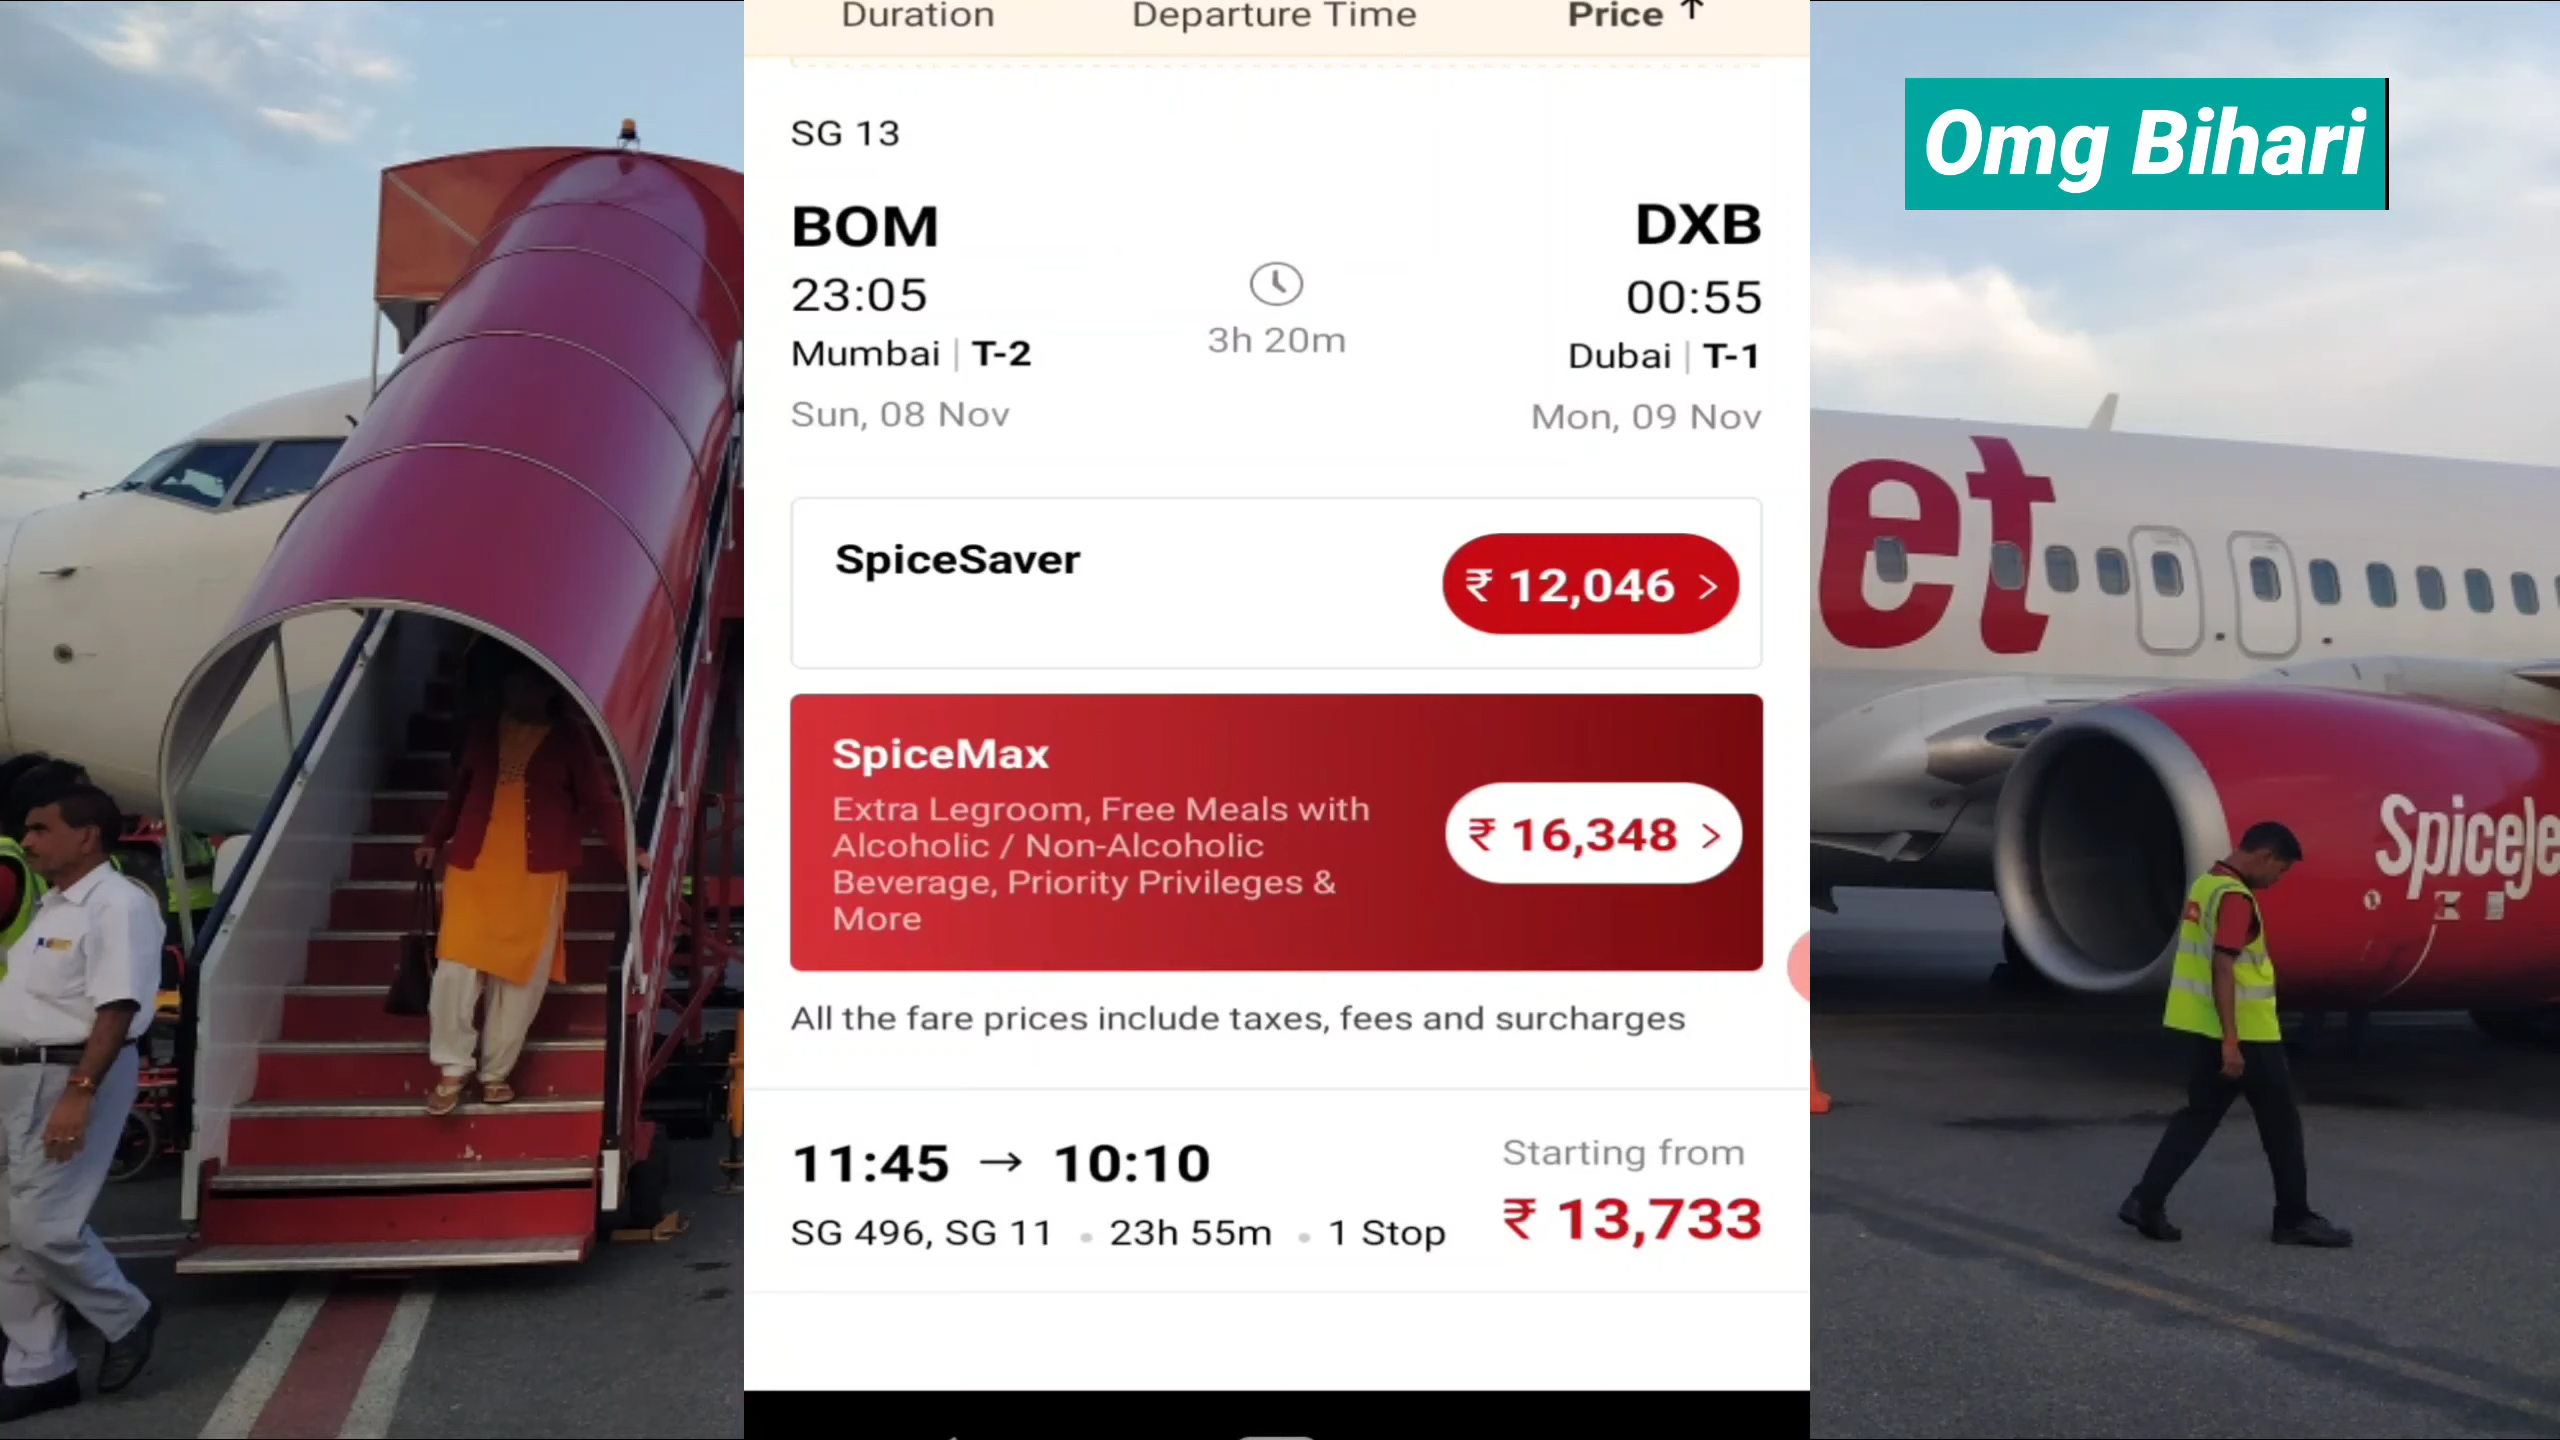 Duration Departure Time Price ↑
SG 13
BOM DXB
23:05 00:55
3h 20m
Mumbai | T-2 Dubai | T-1
Sun, 08 Nov Mon, 09 Nov
SpiceSaver ₹ 12,046 >
SpiceMax
Extra Legroom, Free Meals with
Alcoholic / Non-Alcoholic
Beverage, Priority Privileges &
More
₹ 16,348 >
All the fare prices include taxes, fees and surcharges
11:45 → 10:10 Starting from
SG 496, SG 11 • 23h 55m • 1 Stop ₹ 13,733
Omg Bihari
et
SpiceJe